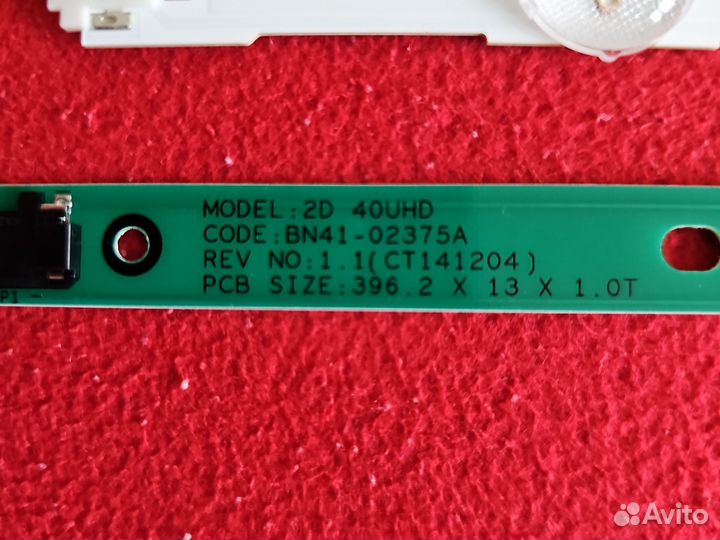 MODEL:2D 40UHD
CODE:BN41-02375A
REV NO:1.1(CT141204)
PCB SIZE:396.2 X 13 X 1.0T
P1 -
Avito